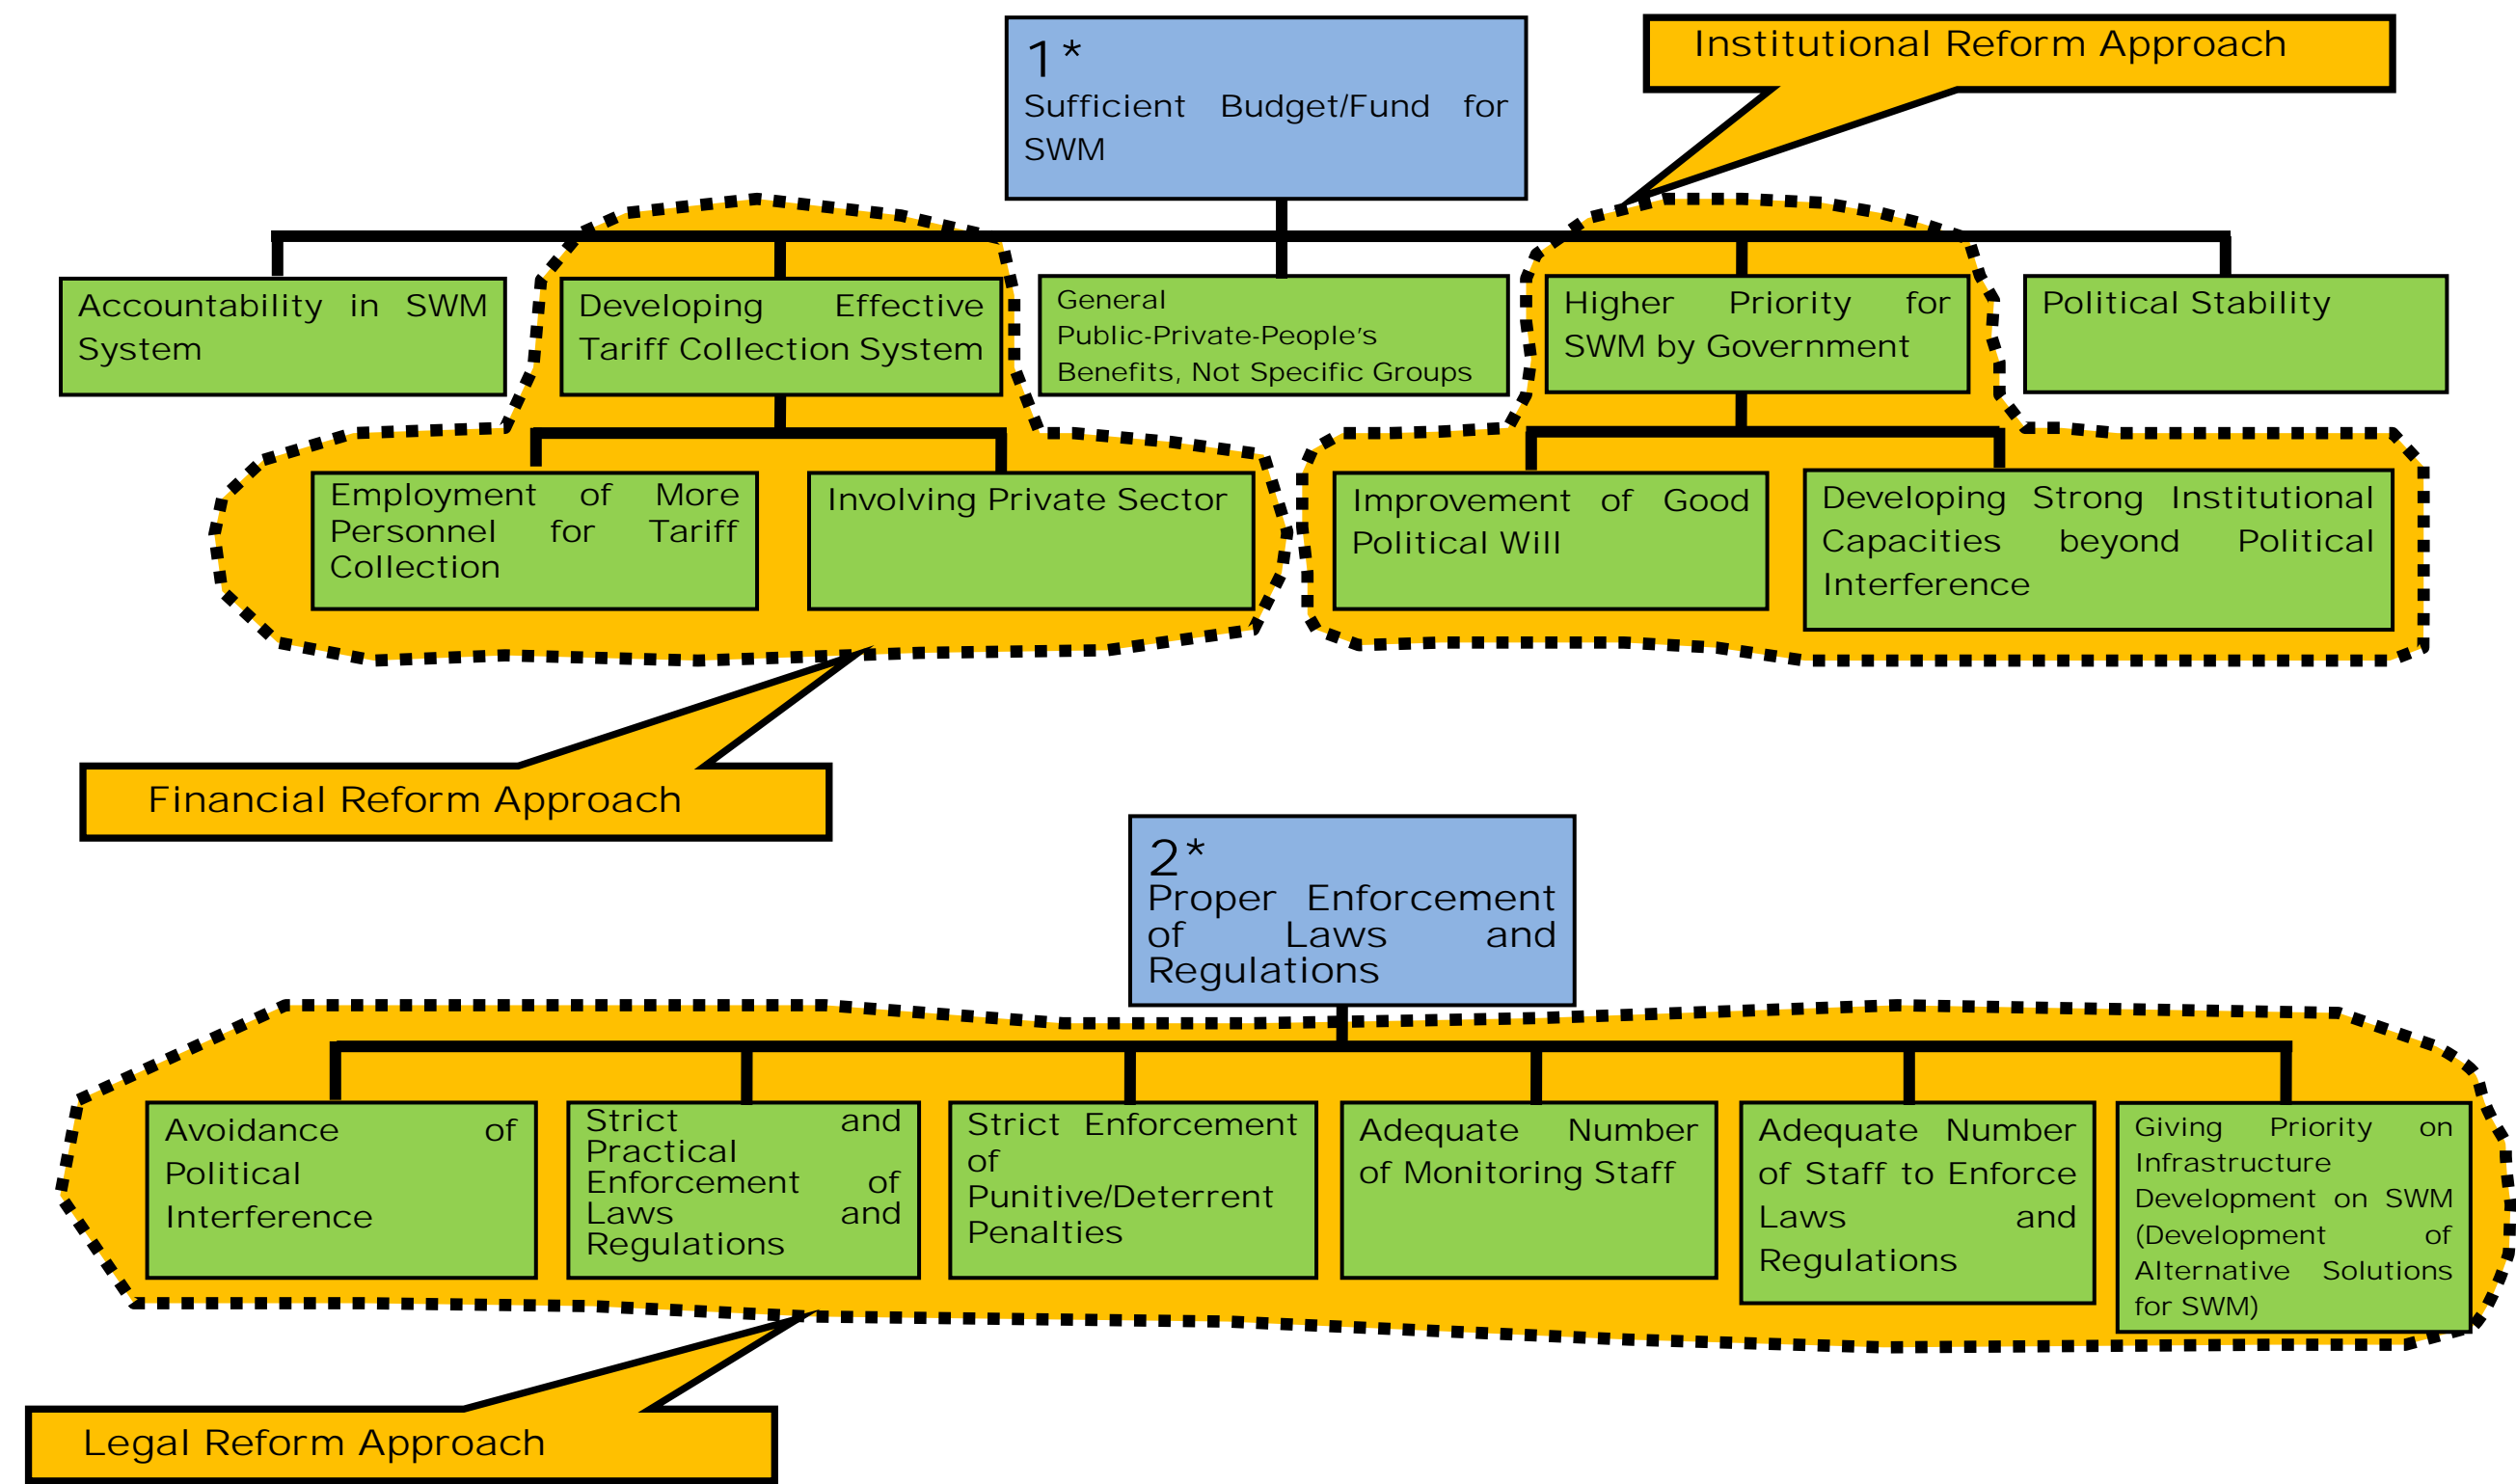 1*
Sufficient Budget/Fund for
SWM
Institutional Reform Approach
Accountability in SWM
System
Developing Effective
Tariff Collection System
General
Public-Private-People's
Benefits, Not Specific Groups
Higher Priority for
SWM by Government
Political Stability
Employment of More
Personnel for Tariff
Collection
Involving Private Sector
Improvement of Good
Political Will
Developing Strong Institutional
Capacities beyond Political
Interference
Financial Reform Approach
2*
Proper Enforcement
of Laws and
Regulations
Avoidance of
Political
Interference
Strict and
Practical
Enforcement of
Laws and
Regulations
Strict Enforcement
of
Punitive/Deterrent
Penalties
Adequate Number
of Monitoring Staff
Adequate Number
of Staff to Enforce
Laws and
Regulations
Giving Priority on
Infrastructure
Development on SWM
(Development of
Alternative Solutions
for SWM)
Legal Reform Approach